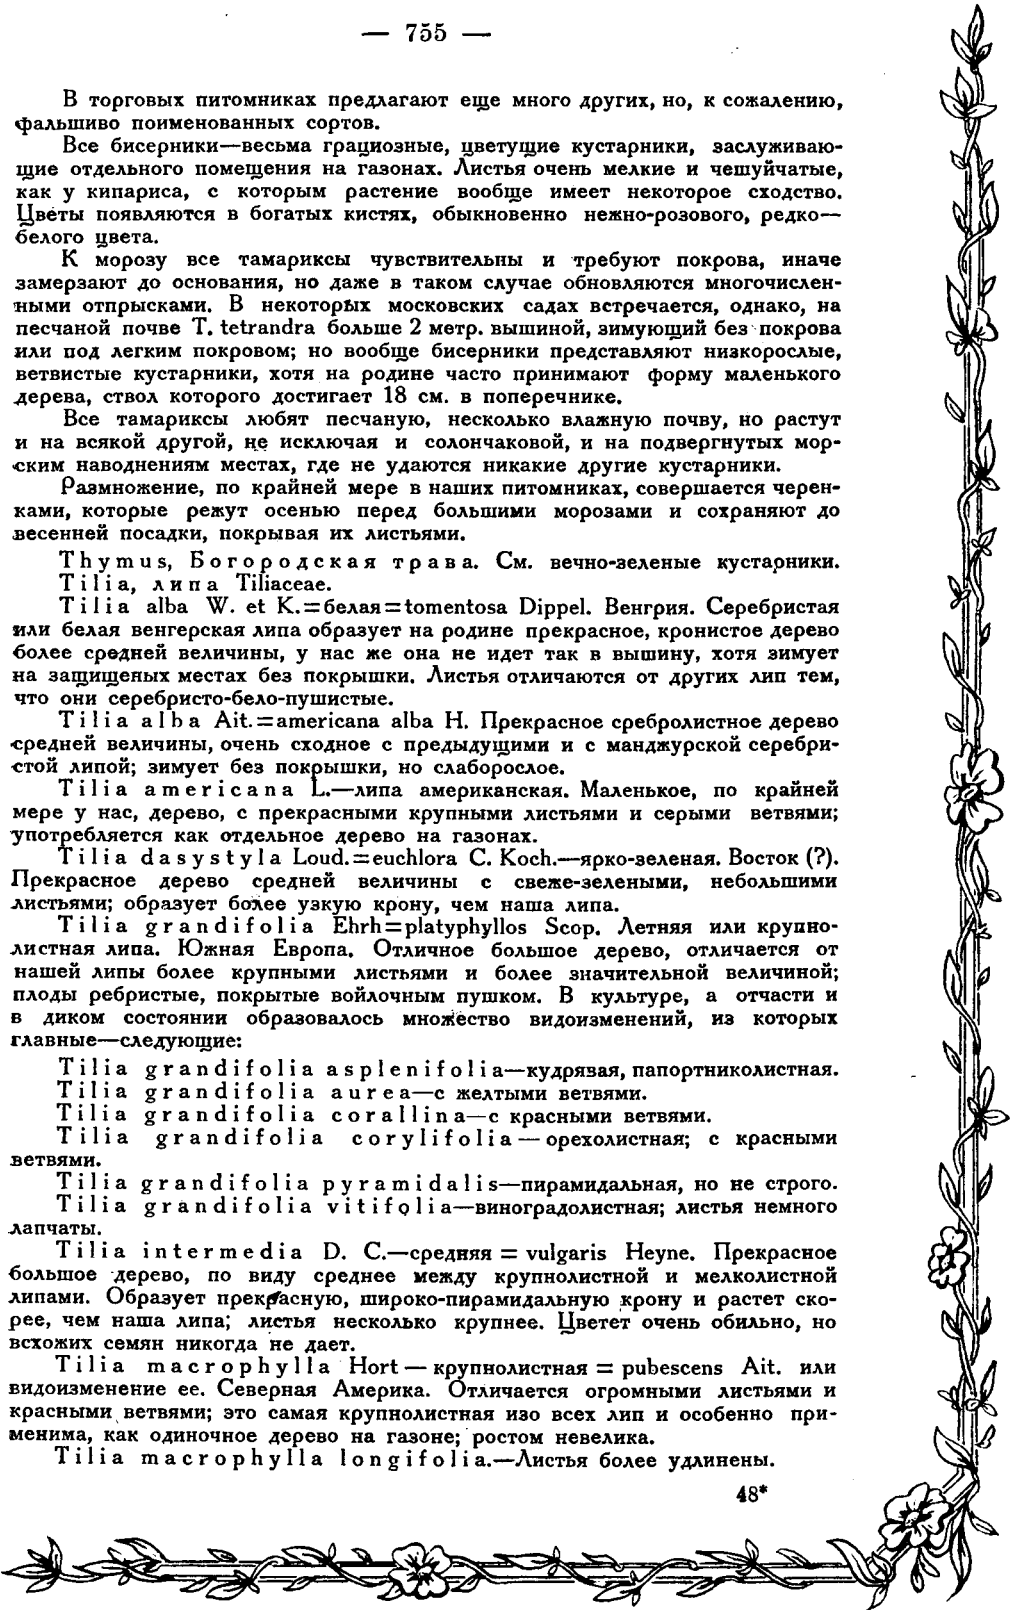 — 755 —
В торговых питомниках предлагают еще много других, но, к сожалению,
фальшиво поименованных сортов.
Все бисерники—весьма грациозные, цветущие кустарники, заслуживаю-
щие отдельного помещения на газонах. Листья очень мелкие и чешуйчатые,
как у кипариса, с которым растение вообще имеет некоторое сходство.
Цветы появляются в богатых кистях, обыкновенно нежно-розового, редко—
белого цвета.
К морозу все тамариксы чувствительны и требуют покрова, иначе
замерзают до основания, но даже в таком случае обновляются многочислен-
ными отпрысками. В некоторых московских садах встречается, однако, на
песчаной почве T. tetrandra больше 2 метр. вышиной, зимующий без покрова
или под легким покровом; но вообще бисерники представляют низкорослые,
ветвистые кустарники, хотя на родине часто принимают форму маленького
дерева, ствол которого достигает 18 см. в поперечнике.
Все тамариксы любят песчаную, несколько влажную почву, но растут
и на всякой другой, не исключая и солончаковой, и на подвергнутых мор-
ским наводнениям местах, где не удаются никакие другие кустарники.
Размножение, по крайней мере в наших питомниках, совершается черен-
ками, которые режут осенью перед большими морозами и сохраняют до
весенней посадки, покрывая их листьями.
Thymus, Богородская трава. См. вечно-зеленые кустарники.
Tilia, липа Tiliaceae.
Tilia alba W. et K.=белая=tomentosa Dippel. Венгрия. Серебристая
или белая венгерская липа образует на родине прекрасное, кронистое дерево
более средней величины, у нас же она не идет так в вышину, хотя зимует
на защищеных местах без покрышки. Листья отличаются от других лип тем,
что они серебристо-бело-пушистые.
Tilia alba Ait.=americana alba H. Прекрасное сребролистное дерево
средней величины, очень сходное с предыдущими и с манджурской серебри-
стой липой; зимует без покрышки, но слаборослое.
Tilia americana L.—липа американская. Маленькое, по крайней
мере у нас, дерево, с прекрасными крупными листьями и серыми ветвями;
употребляется как отдельное дерево на газонах.
Tilia dasystyla Loud.=euchlora C. Koch.—ярко-зеленая. Восток (?).
Прекрасное дерево средней величины с свеже-зелеными, небольшими
листьями; образует более узкую крону, чем наша липа.
Tilia grandifolia Ehrh=platyphyllos Scop. Летняя или крупно-
листная липа. Южная Европа. Отличное большое дерево, отличается от
нашей липы более крупными листьями и более значительной величиной;
плоды ребристые, покрытые войлочным пушком. В культуре, а отчасти и
в диком состоянии образовалось множество видоизменений, из которых
главные—следующие:
Tilia grandifolia asplenifolia—кудрявая, папортниколистная.
Tilia grandifolia aurea—с желтыми ветвями.
Tilia grandifolia corallina—с красными ветвями.
Tilia grandifolia corylifolia — орехолистная; с красными
ветвями.
Tilia grandifolia pyramidalis—пирамидальная, но не строго.
Tilia grandifolia vitifolia—виноградолистная; листья немного
лапчаты.
Tilia intermedia D. C.—средняя = vulgaris Heyne. Прекрасное
большое дерево, по виду среднее между крупнолистной и мелколистной
липами. Образует прекрасную, широко-пирамидальную крону и растет ско-
рее, чем наша липа; листья несколько крупнее. Цветет очень обильно, но
всхожих семян никогда не дает.
Tilia macrophylla Hort — крупнолистная = pubescens Ait. или
видоизменение ее. Северная Америка. Отличается огромными листьями и
красными ветвями; это самая крупнолистная изо всех лип и особенно при-
менима, как одиночное дерево на газоне; ростом невелика.
Tilia macrophylla longifolia.—Листья более удлинены.
48*